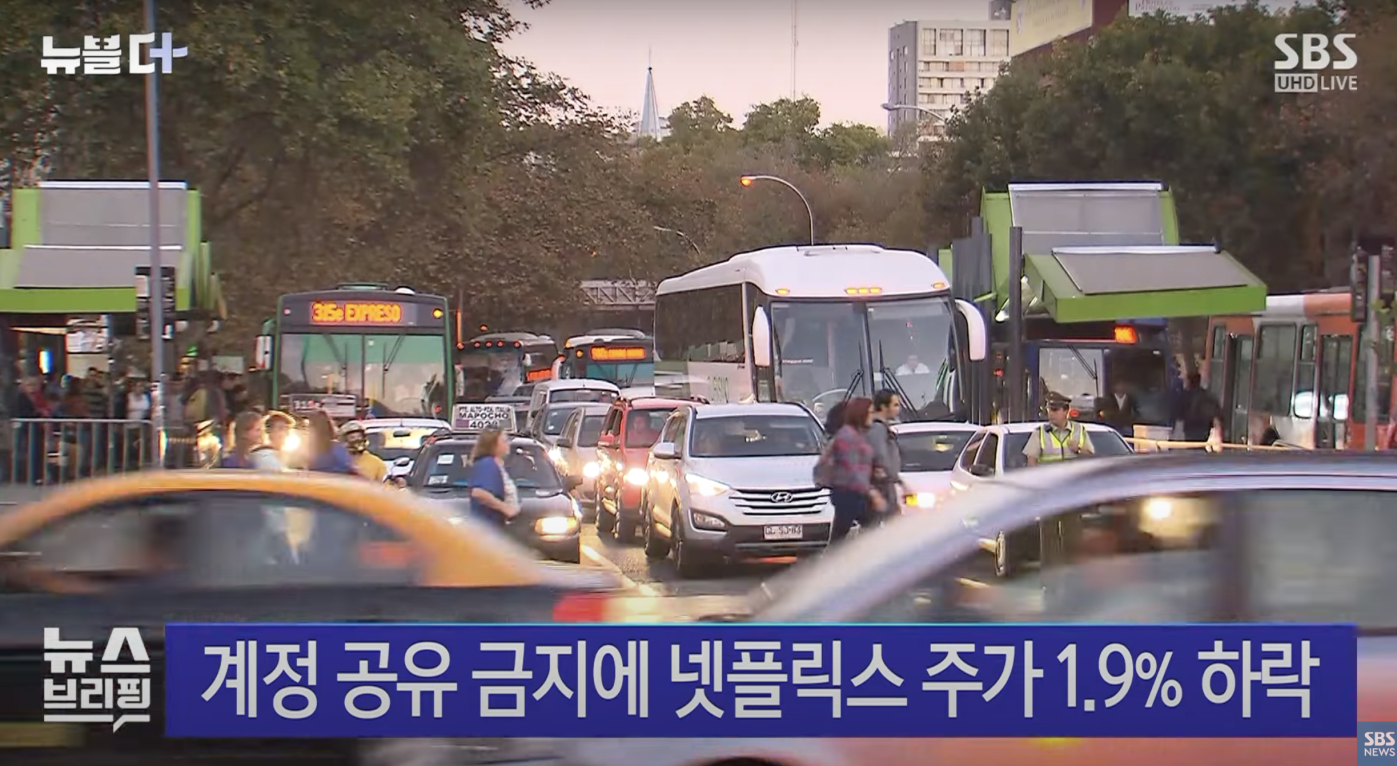 뉴블더+
SBS
UHD LIVE
315e EXPRESO
MAPOCHO
4029
뉴스
브리핑
계정 공유 금지에 넷플릭스 주가 1.9% 하락
SBS
NEWS